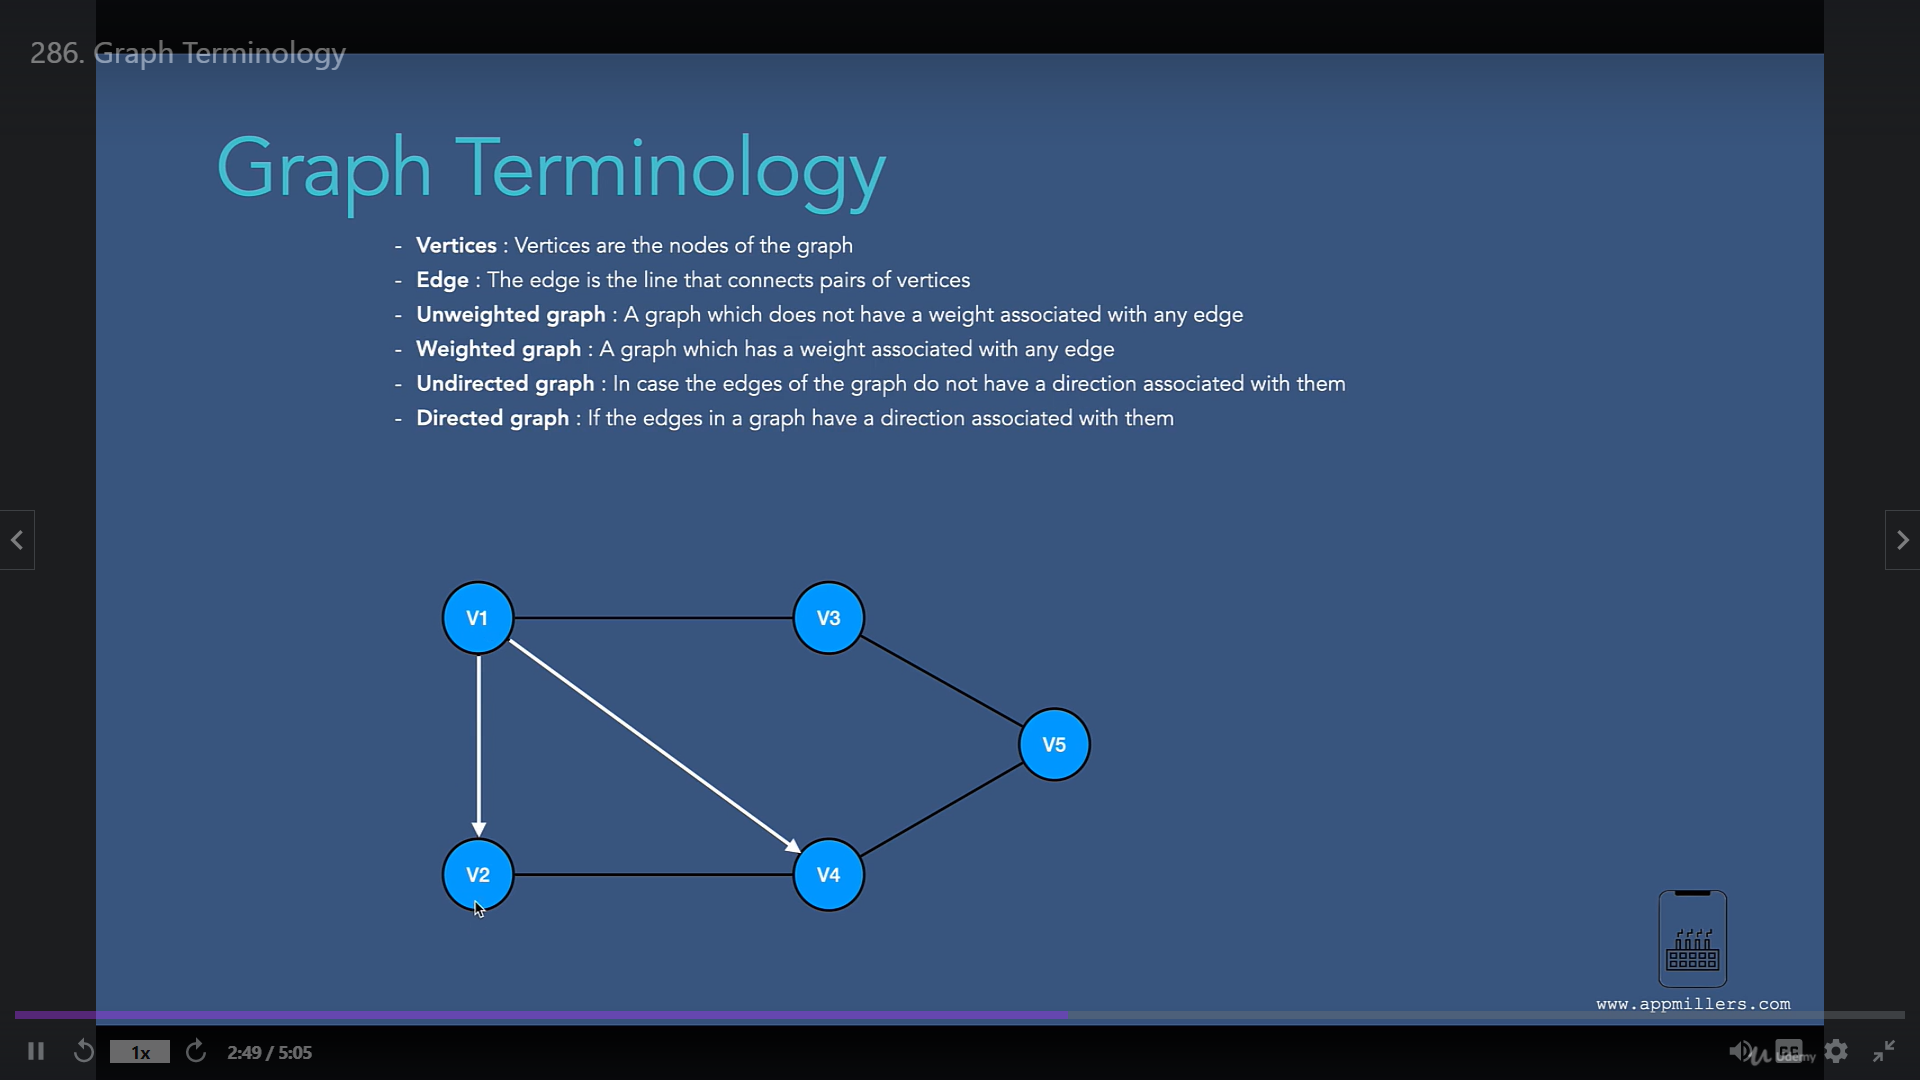 286. Graph Terminology
Graph Terminology
- Vertices : Vertices are the nodes of the graph
- Edge : The edge is the line that connects pairs of vertices
- Unweighted graph : A graph which does not have a weight associated with any edge
- Weighted graph : A graph which has a weight associated with any edge
- Undirected graph : In case the edges of the graph do not have a direction associated with them
- Directed graph : If the edges in a graph have a direction associated with them
V1
V3
V5
V2
V4
www.appmillers.com
1x
2:49 / 5:05
CC
Udemy